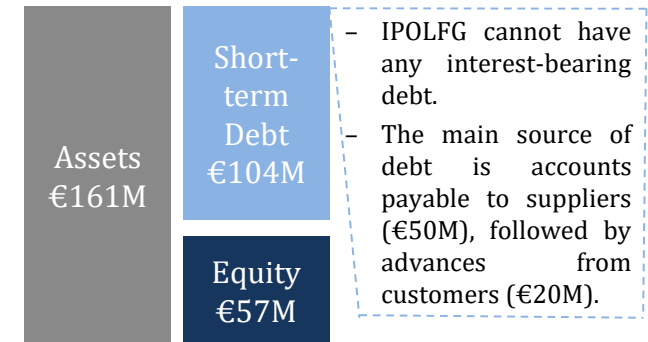 Assets
€161M
Short-
term
Debt
€104M
Equity
€57M
– IPOLFG cannot have
any interest-bearing
debt.
– The main source of
debt is accounts
payable to suppliers
(€50M), followed by
advances from
customers (€20M).